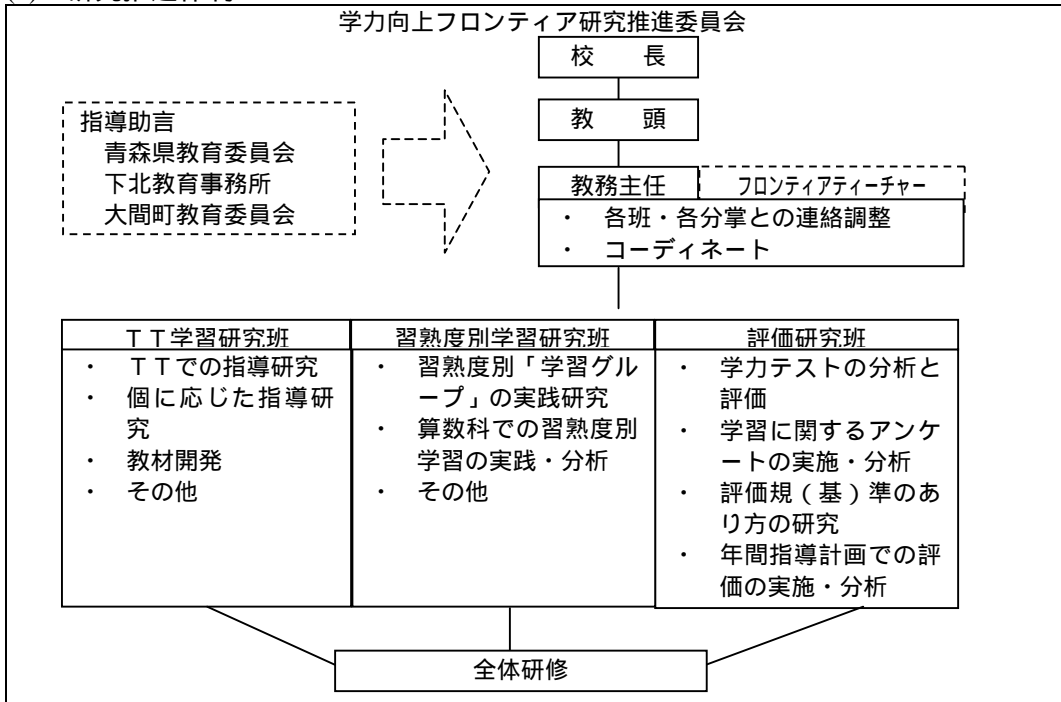 学力向上フロンティア研究推進委員会
校　　長
教　　頭
指導助言
青森県教育委員会
下北教育事務所
大間町教育委員会
教務主任　フロンティアティーチャー
・　各班・各分掌との連絡調整
・　コーディネート
ＴＴ学習研究班
・　ＴＴでの指導研究
・　個に応じた指導研
究
・　教材開発
・　その他
習熟度別学習研究班
・　習熟度別「学習グル
ープ」の実践研究
・　算数科での習熟度別
学習の実践・分析
・　その他
評価研究班
・　学力テストの分析と
評価
・　学習に関するアンケ
ートの実施・分析
・　評価規（基）準のあ
り方の研究
・　年間指導計画での評
価の実施・分析
全体研修